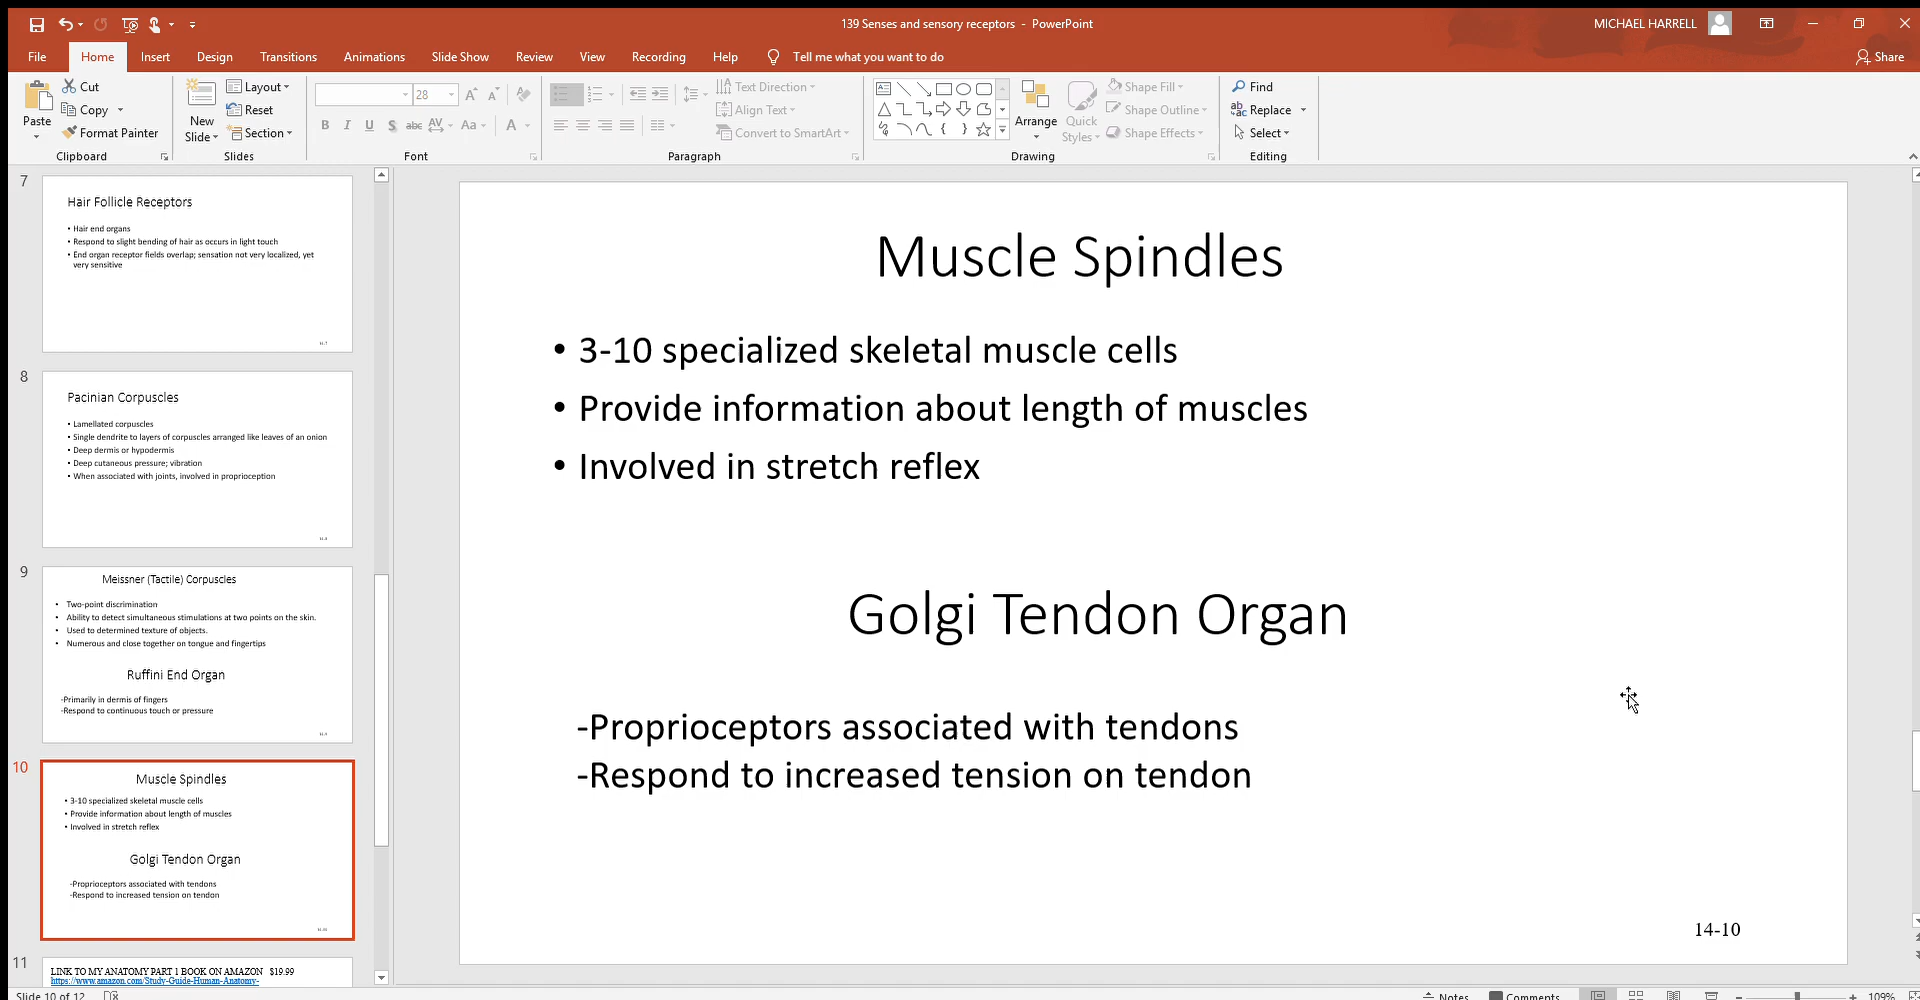 139 Senses and sensory receptors - PowerPoint
MICHAEL HARRELL
File Home Insert Design Transitions Animations Slide Show Review View Recording Help Tell me what you want to do
Share
Paste
Cut
Copy
Format Painter
Clipboard
New
Slide
Layout
Reset
Section
Slides
28
B I U S abc AV Aa A
Font
Text Direction
Align Text
Convert to SmartArt
Paragraph
Arrange
Quick
Styles
Shape Fill
Shape Outline
Shape Effects
Drawing
Find
Replace
Select
Editing
7
Hair Follicle Receptors
• Hair end organs
• Respond to slight bending of hair as occurs in light touch
• End organ receptor fields overlap; sensation not very localized, yet
very sensitive
8
Pacinian Corpuscles
• Lamellated corpuscles
• Single dendrite to layers of corpuscles arranged like leaves of an onion
• Deep dermis or hypodermis
• Deep cutaneous pressure; vibration
• When associated with joints, involved in proprioception
9
Meissner (Tactile) Corpuscles
• Two-point discrimination
• Ability to detect simultaneous stimulations at two points on the skin.
• Used to determined texture of objects.
• Numerous and close together on tongue and fingertips
Ruffini End Organ
-Primarily in dermis of fingers
-Respond to continuous touch or pressure
10
Muscle Spindles
• 3-10 specialized skeletal muscle cells
• Provide information about length of muscles
• Involved in stretch reflex
Golgi Tendon Organ
-Proprioceptors associated with tendons
-Respond to increased tension on tendon
11
LINK TO MY ANATOMY PART 1 BOOK ON AMAZON $19.99
https://www.amazon.com/Study-Guide-Human-Anatomy-
Muscle Spindles
• 3-10 specialized skeletal muscle cells
• Provide information about length of muscles
• Involved in stretch reflex
Golgi Tendon Organ
-Proprioceptors associated with tendons
-Respond to increased tension on tendon
14-10
Slide 10 of 12
Notes
Comments
109%